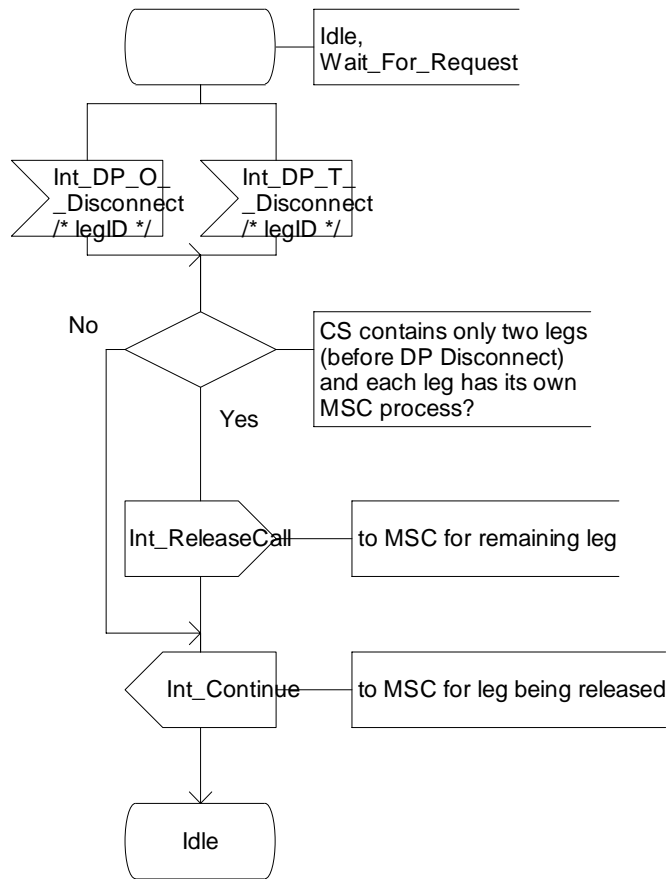 Idle,
Wait_For_Request
Int_DP_O_
_Disconnect
/* legID */
Int_DP_T_
_Disconnect
/* legID */
No
CS contains only two legs
(before DP Disconnect)
and each leg has its own
MSC process?
Yes
Int_ReleaseCall
to MSC for remaining leg
Int_Continue
to MSC for leg being released
Idle